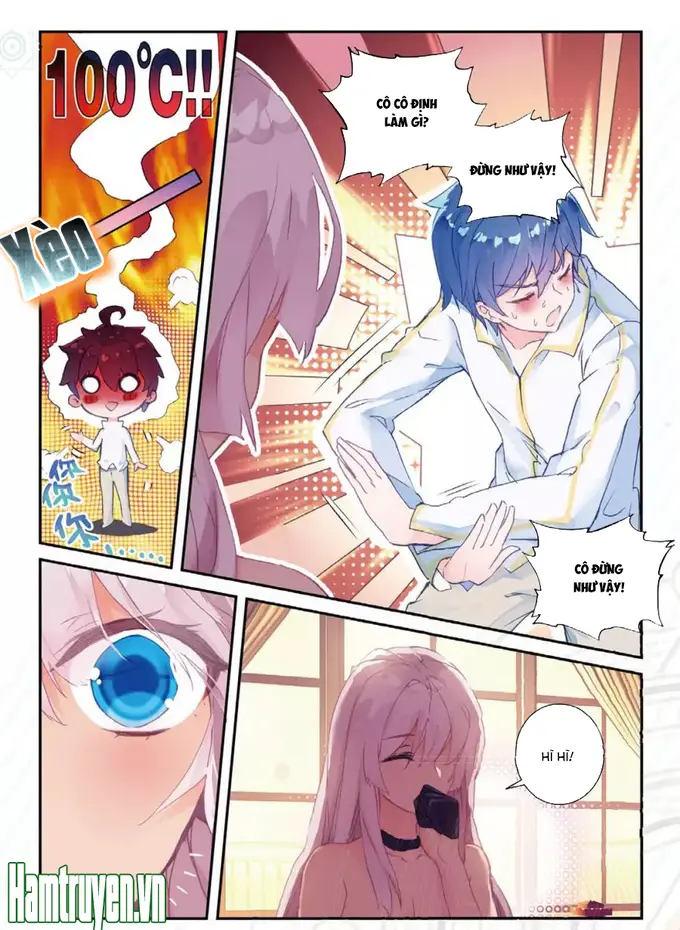 100°C!!
Xèo
你
你
你……
CÔ CÔ ĐỊNH
LÀM GÌ?
ĐỪNG NHƯ VẬY!
CÔ ĐỪNG
NHƯ VẬY!
HĨ HÌ!
Hamtruyen.vn